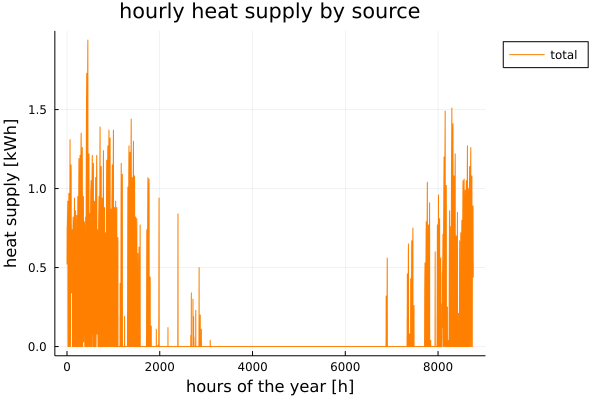 hourly heat supply by source
total
heat supply [kWh]
1.5
1.0
0.5
0.0
0 2000 4000 6000 8000
hours of the year [h]